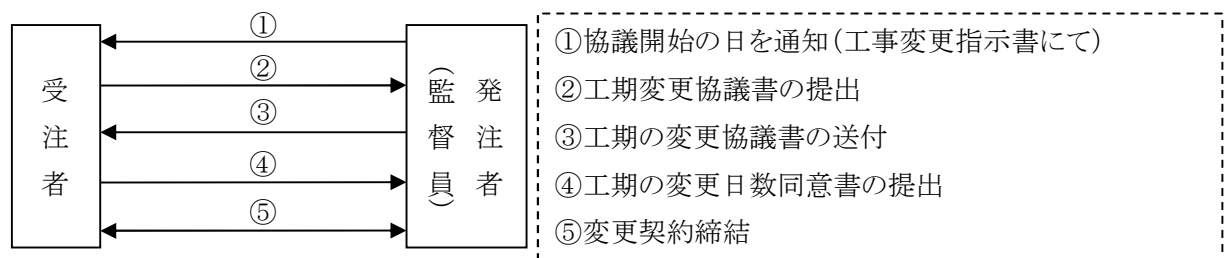 受注者
①
②
③
④
⑤
発注者
(監督員)
①協議開始の日を通知(工事変更指示書にて)
②工期変更協議書の提出
③工期の変更協議書の送付
④工期の変更日数同意書の提出
⑤変更契約締結